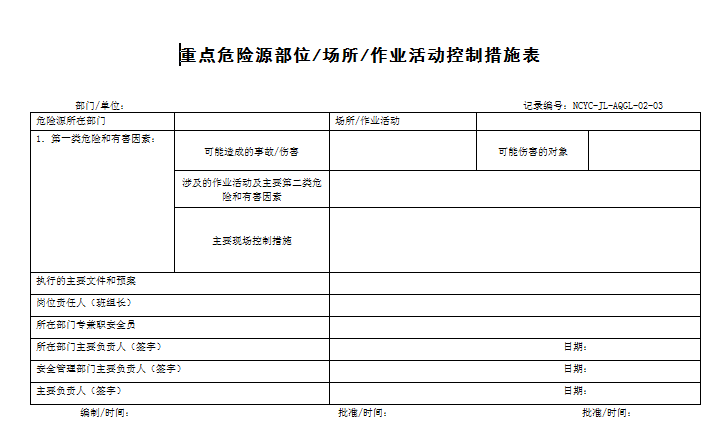 重点危险源部位/场所/作业活动控制措施表
部门/单位: 记录编号: NCYC-JL-AQGL-02-03
危险源所在部门 场所/作业活动
1. 第一类危险和有害因素:
可能造成的事故/伤害 可能伤害的对象
涉及的作业活动及主要第二类危
险和有害因素
主要现场控制措施
执行的主要文件和预案
岗位责任人（班组长）
所在部门专兼职安全员
所在部门主要负责人（签字） 日期:
安全管理部门主要负责人（签字） 日期:
主要负责人（签字） 日期:
编制/时间: 批准/时间: 批准/时间: